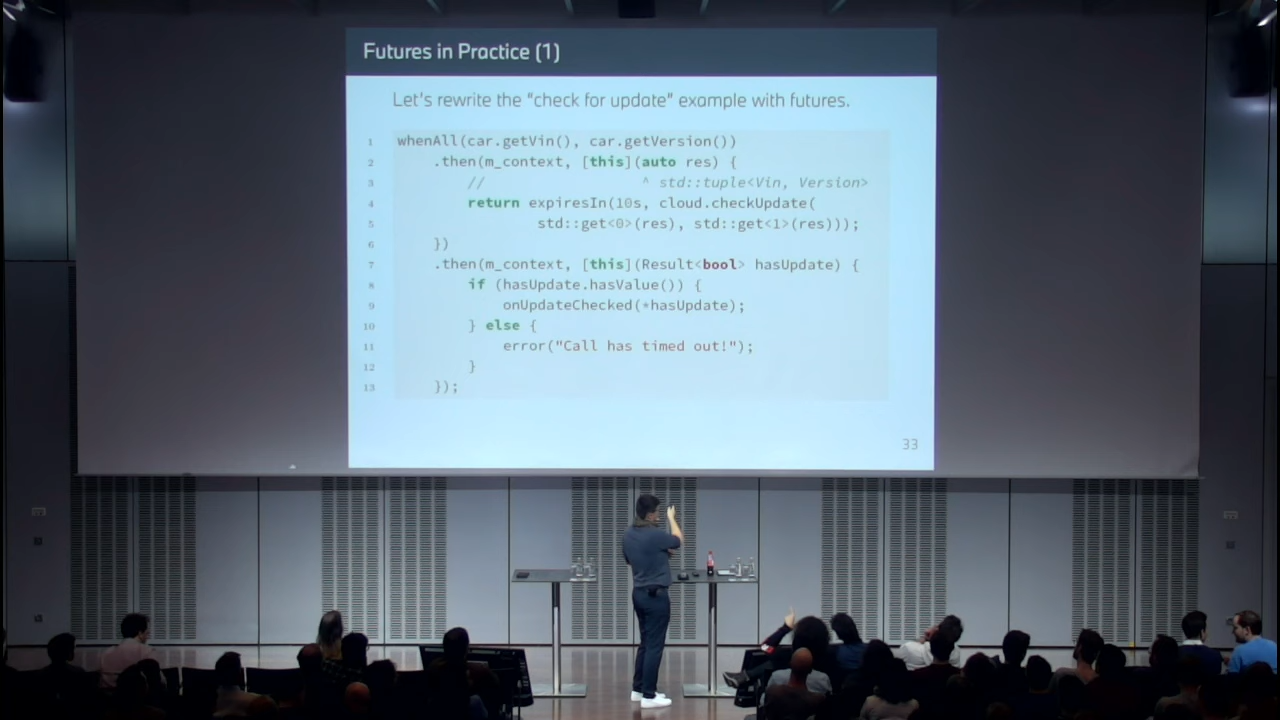 Futures in Practice (1)
Let's rewrite the "check for update" example with futures.
1 whenAll(car.getVin(), car.getVersion())
2 .then(m_context, [this](auto res) {
3 // ^ std::tuple<Vin, Version>
4 return expiresIn(10s, cloud.checkUpdate(
5 std::get<0>(res), std::get<1>(res)));
6 })
7 .then(m_context, [this](Result<bool> hasUpdate) {
8 if (hasUpdate.hasValue()) {
9 onUpdateChecked(*hasUpdate);
10 } else {
11 error("Call has timed out!");
12 }
13 });
33